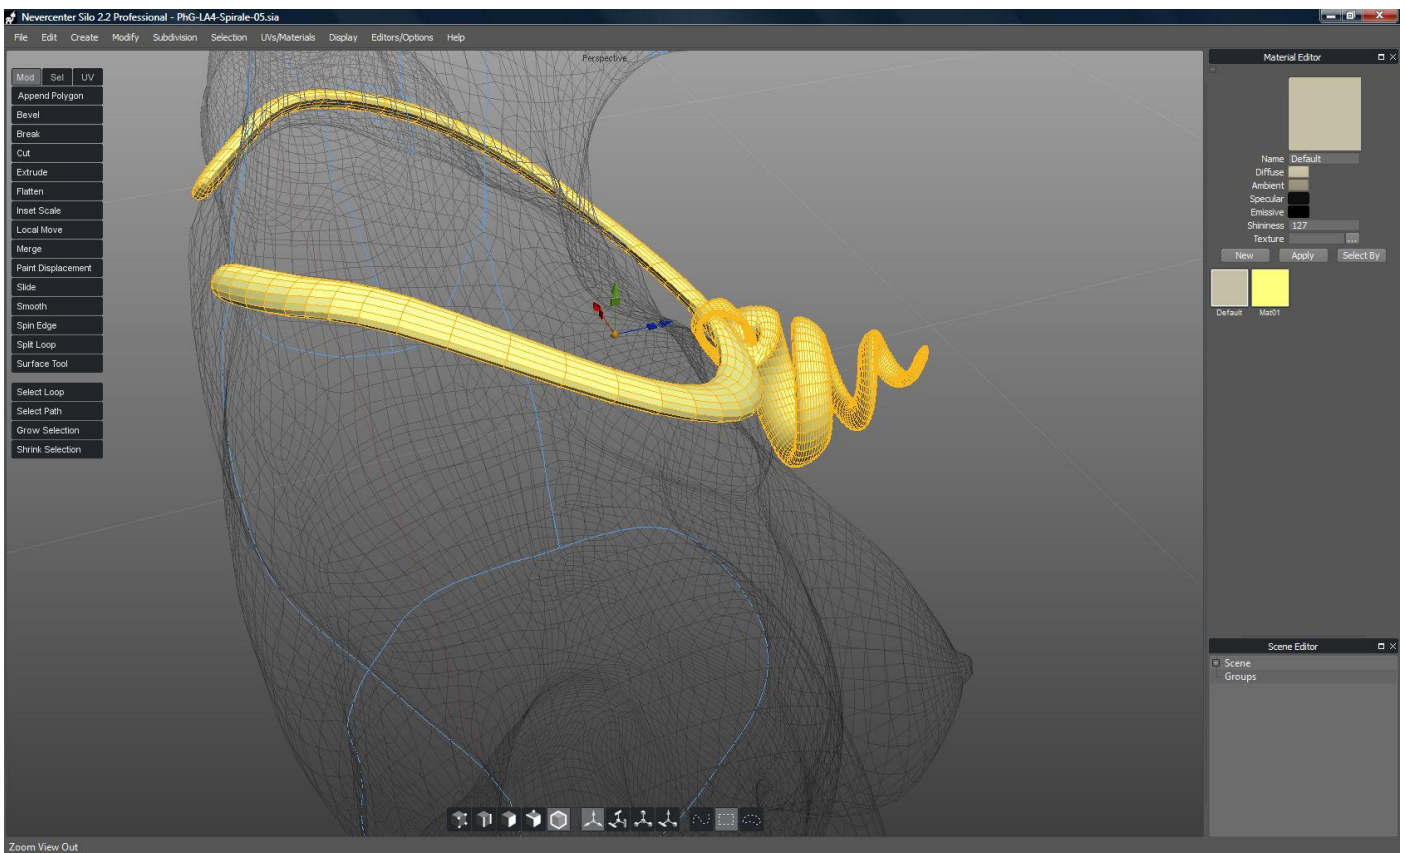 Nevercenter Silo 2.2 Professional - PhG-LA4-Spirale-05.sia
File Edit Create Modify Subdivision Selection UVs/Materials Display Editors/Options Help
Perspective
Mod Sel UV
Append Polygon
Bevel
Break
Cut
Extrude
Flatten
Inset Scale
Local Move
Merge
Paint Displacement
Slide
Smooth
Spin Edge
Split Loop
Surface Tool
Select Loop
Select Path
Grow Selection
Shrink Selection
Material Editor
Name Default
Diffuse
Ambient
Specular
Emissive
Shininess 127
Texture ...
New Apply Select By
Default Mat01
Scene Editor
Scene
Groups
Zoom View Out